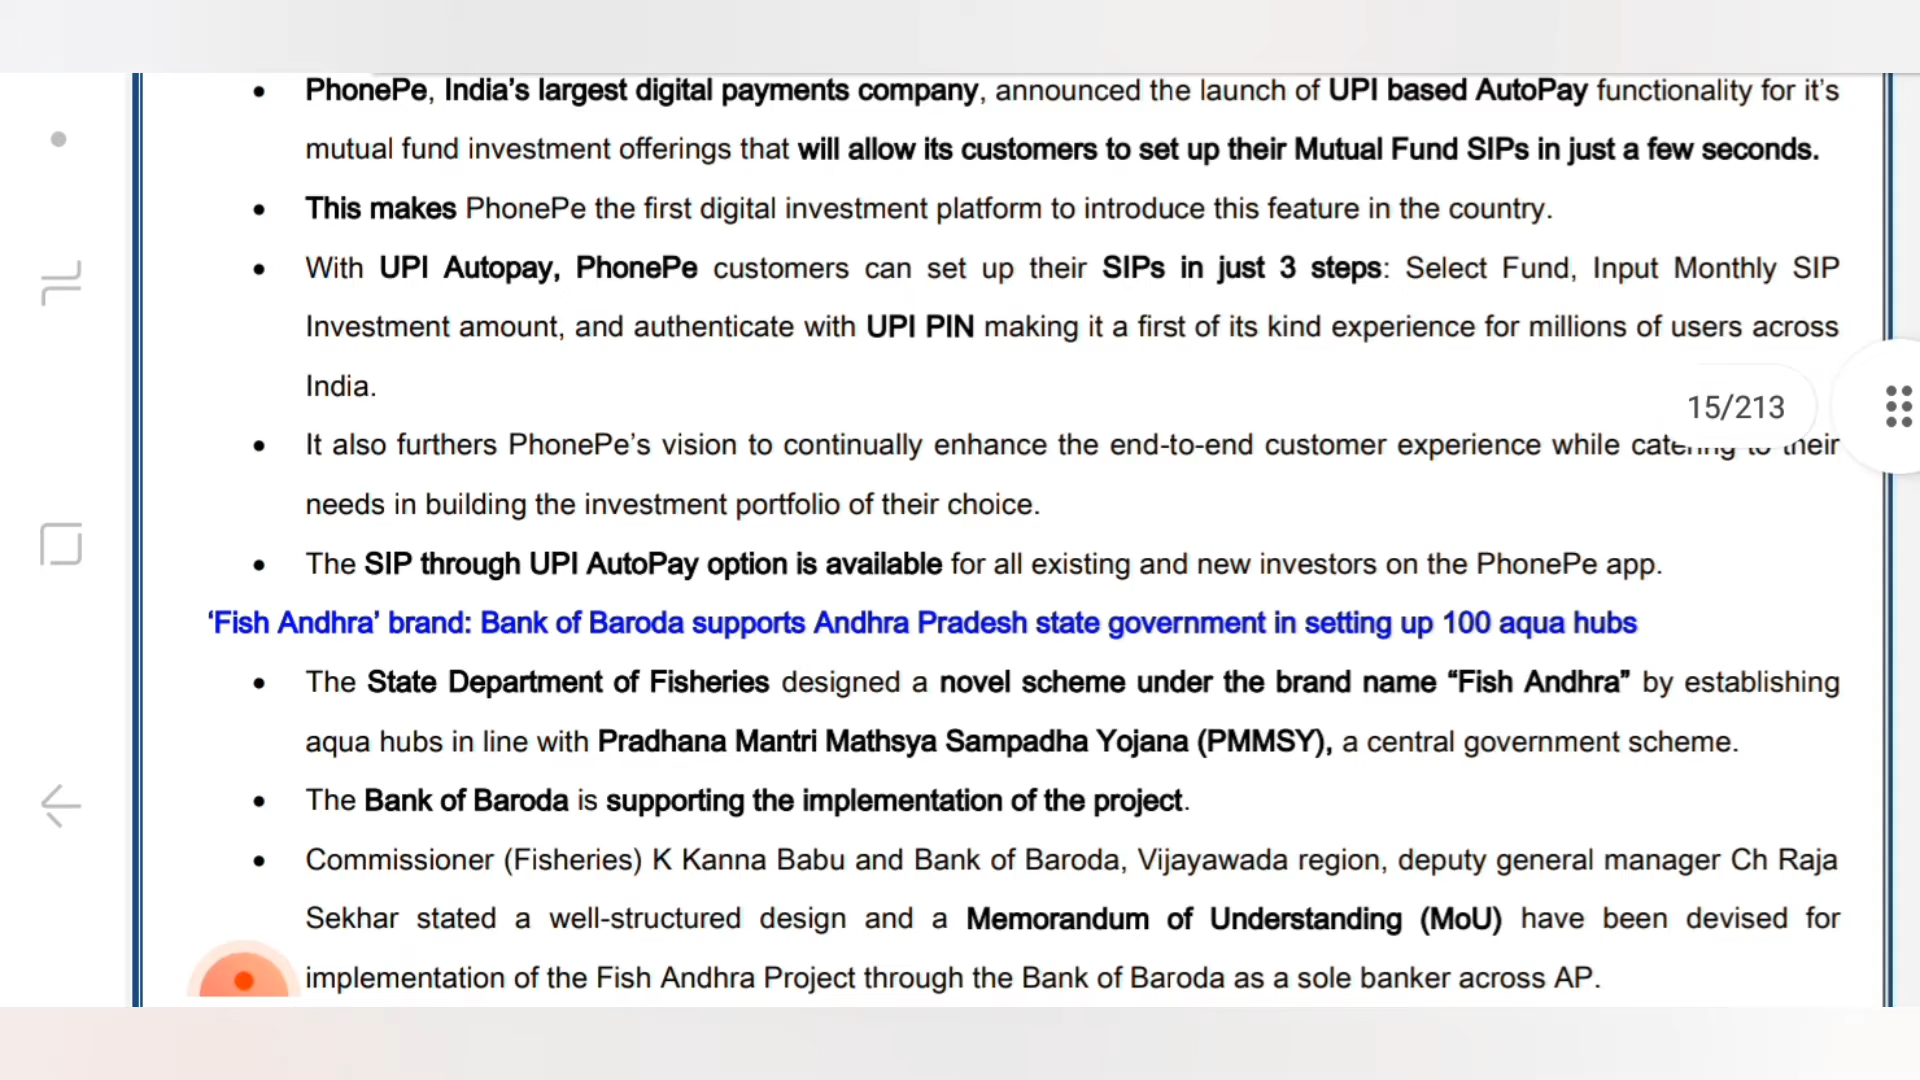 • PhonePe, India’s largest digital payments company, announced the launch of UPI based AutoPay functionality for it’s
mutual fund investment offerings that will allow its customers to set up their Mutual Fund SIPs in just a few seconds.
• This makes PhonePe the first digital investment platform to introduce this feature in the country.
• With UPI Autopay, PhonePe customers can set up their SIPs in just 3 steps: Select Fund, Input Monthly SIP
Investment amount, and authenticate with UPI PIN making it a first of its kind experience for millions of users across
India.
15/213
• It also furthers PhonePe’s vision to continually enhance the end-to-end customer experience while catering to their
needs in building the investment portfolio of their choice.
• The SIP through UPI AutoPay option is available for all existing and new investors on the PhonePe app.
‘Fish Andhra’ brand: Bank of Baroda supports Andhra Pradesh state government in setting up 100 aqua hubs
• The State Department of Fisheries designed a novel scheme under the brand name “Fish Andhra” by establishing
aqua hubs in line with Pradhana Mantri Mathsya Sampadha Yojana (PMMSY), a central government scheme.
• The Bank of Baroda is supporting the implementation of the project.
• Commissioner (Fisheries) K Kanna Babu and Bank of Baroda, Vijayawada region, deputy general manager Ch Raja
Sekhar stated a well-structured design and a Memorandum of Understanding (MoU) have been devised for
implementation of the Fish Andhra Project through the Bank of Baroda as a sole banker across AP.